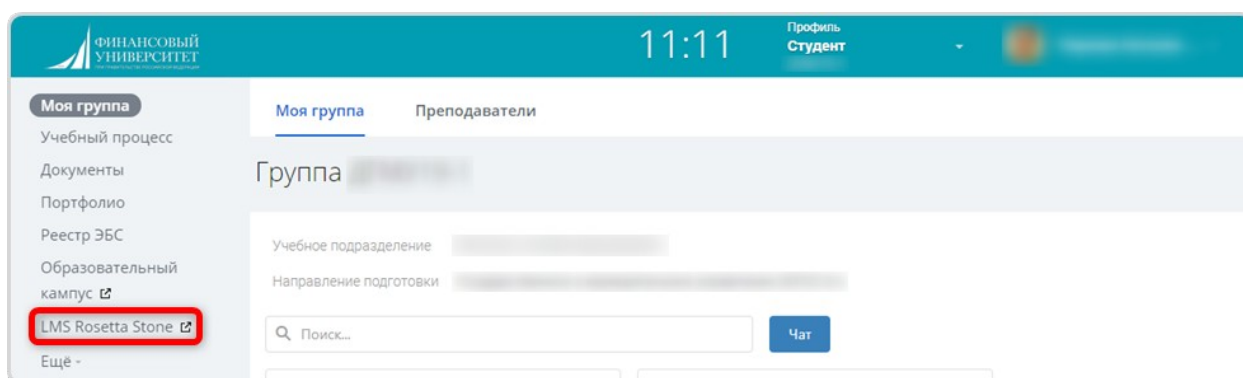 ФИНАНСОВЫЙ
УНИВЕРСИТЕТ
11:11
Профиль
Студент
Моя группа
Учебный процесс
Документы
Портфолио
Реестр ЭБС
Образовательный
кампус
LMS Rosetta Stone
Ещё
Моя группа Преподаватели
Группа
Учебное подразделение
Направление подготовки
Поиск...
Чат